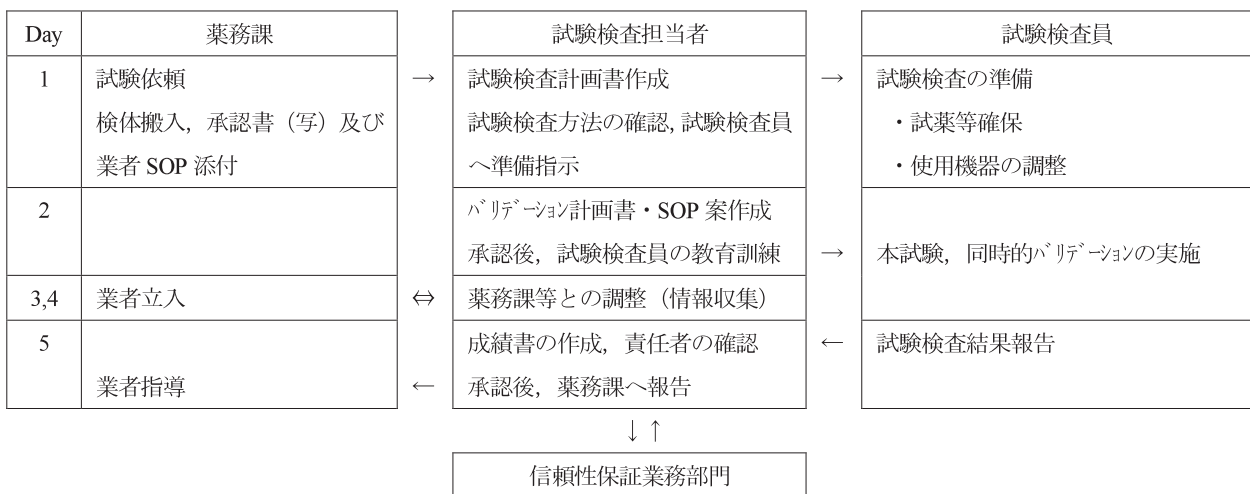 Day 薬務課 試験検査担当者 試験検査員
1 試験依頼 → 試験検査計画書作成 → 試験検査の準備
検体搬入，承認書（写）及び 試験検査方法の確認，試験検査員 ・試薬等確保
業者 SOP 添付 へ準備指示 ・使用機器の調整
2 ﾊﾞﾘﾃﾞｰｼｮﾝ計画書・SOP 案作成
承認後，試験検査員の教育訓練 → 本試験，同時的ﾊﾞﾘﾃﾞｰｼｮﾝの実施
3,4 業者立入 ⇔ 薬務課等との調整（情報収集）
5 成績書の作成，責任者の確認 ← 試験検査結果報告
業者指導 ← 承認後，薬務課へ報告
↓ ↑
信頼性保証業務部門